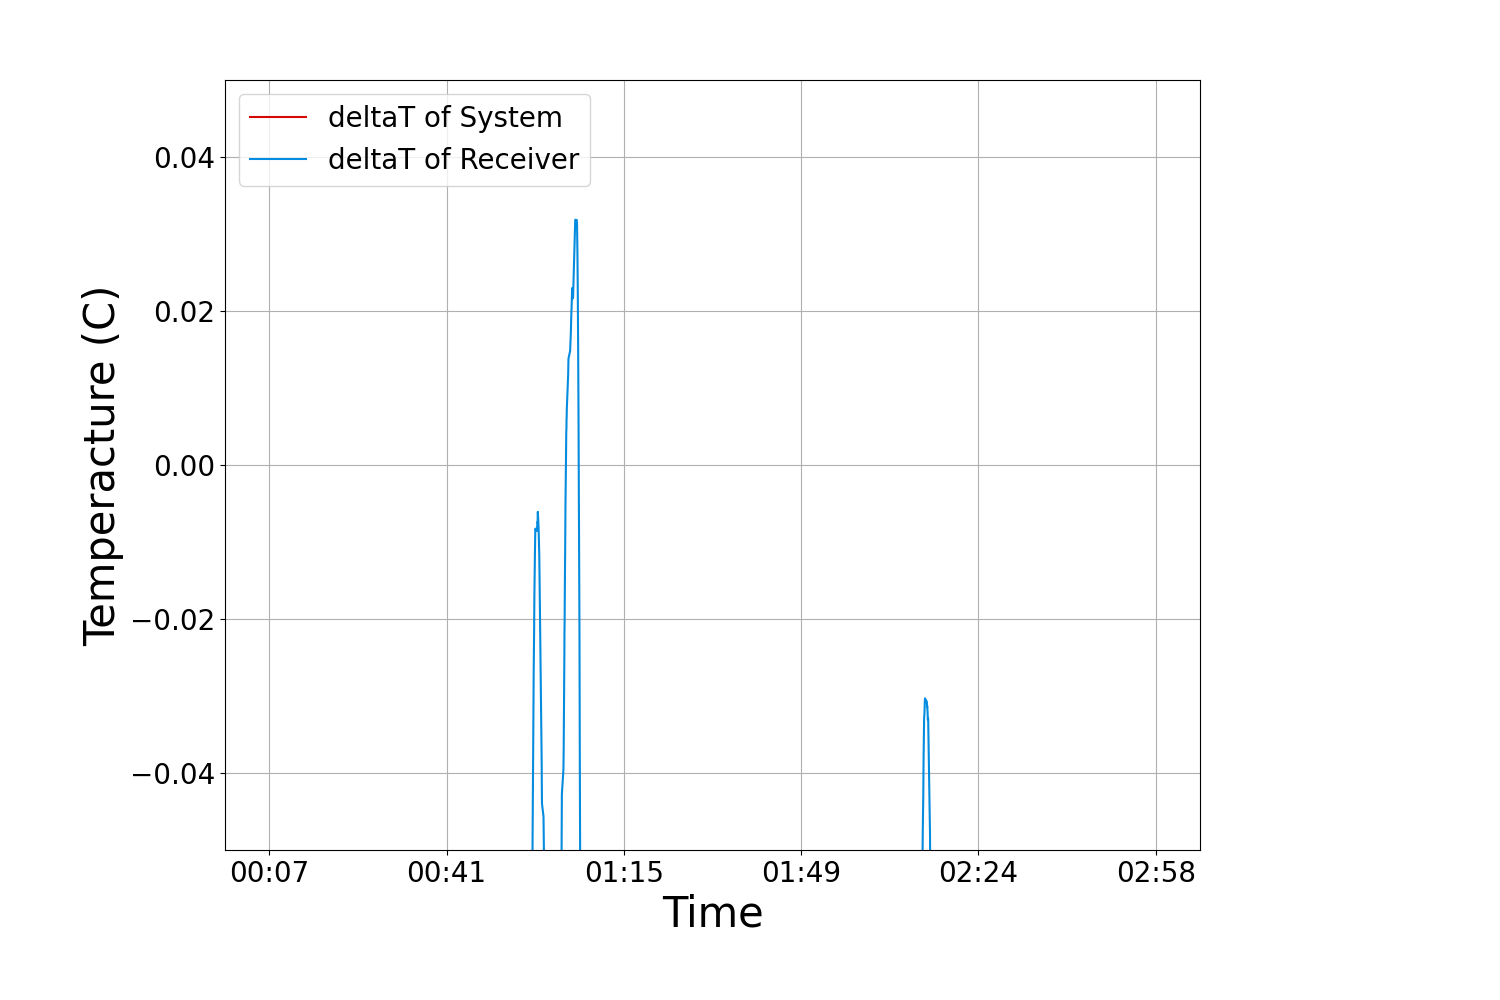 deltaT of System
deltaT of Receiver
0.04
0.02
0.00
−0.02
−0.04
Temperacture (C)
00:07 00:41 01:15 01:49 02:24 02:58
Time